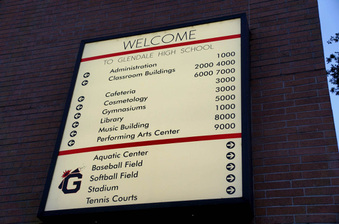 WELCOME
TO GLENDALE HIGH SCHOOL
Administration 1000
Classroom Buildings 2000 4000
6000 7000
Cafeteria 3000
Cosmetology 3000
Gymnasiums 5000
Library 1000
Music Building 8000
Performing Arts Center 9000
Aquatic Center
Baseball Field
Softball Field
Stadium
Tennis Courts
G